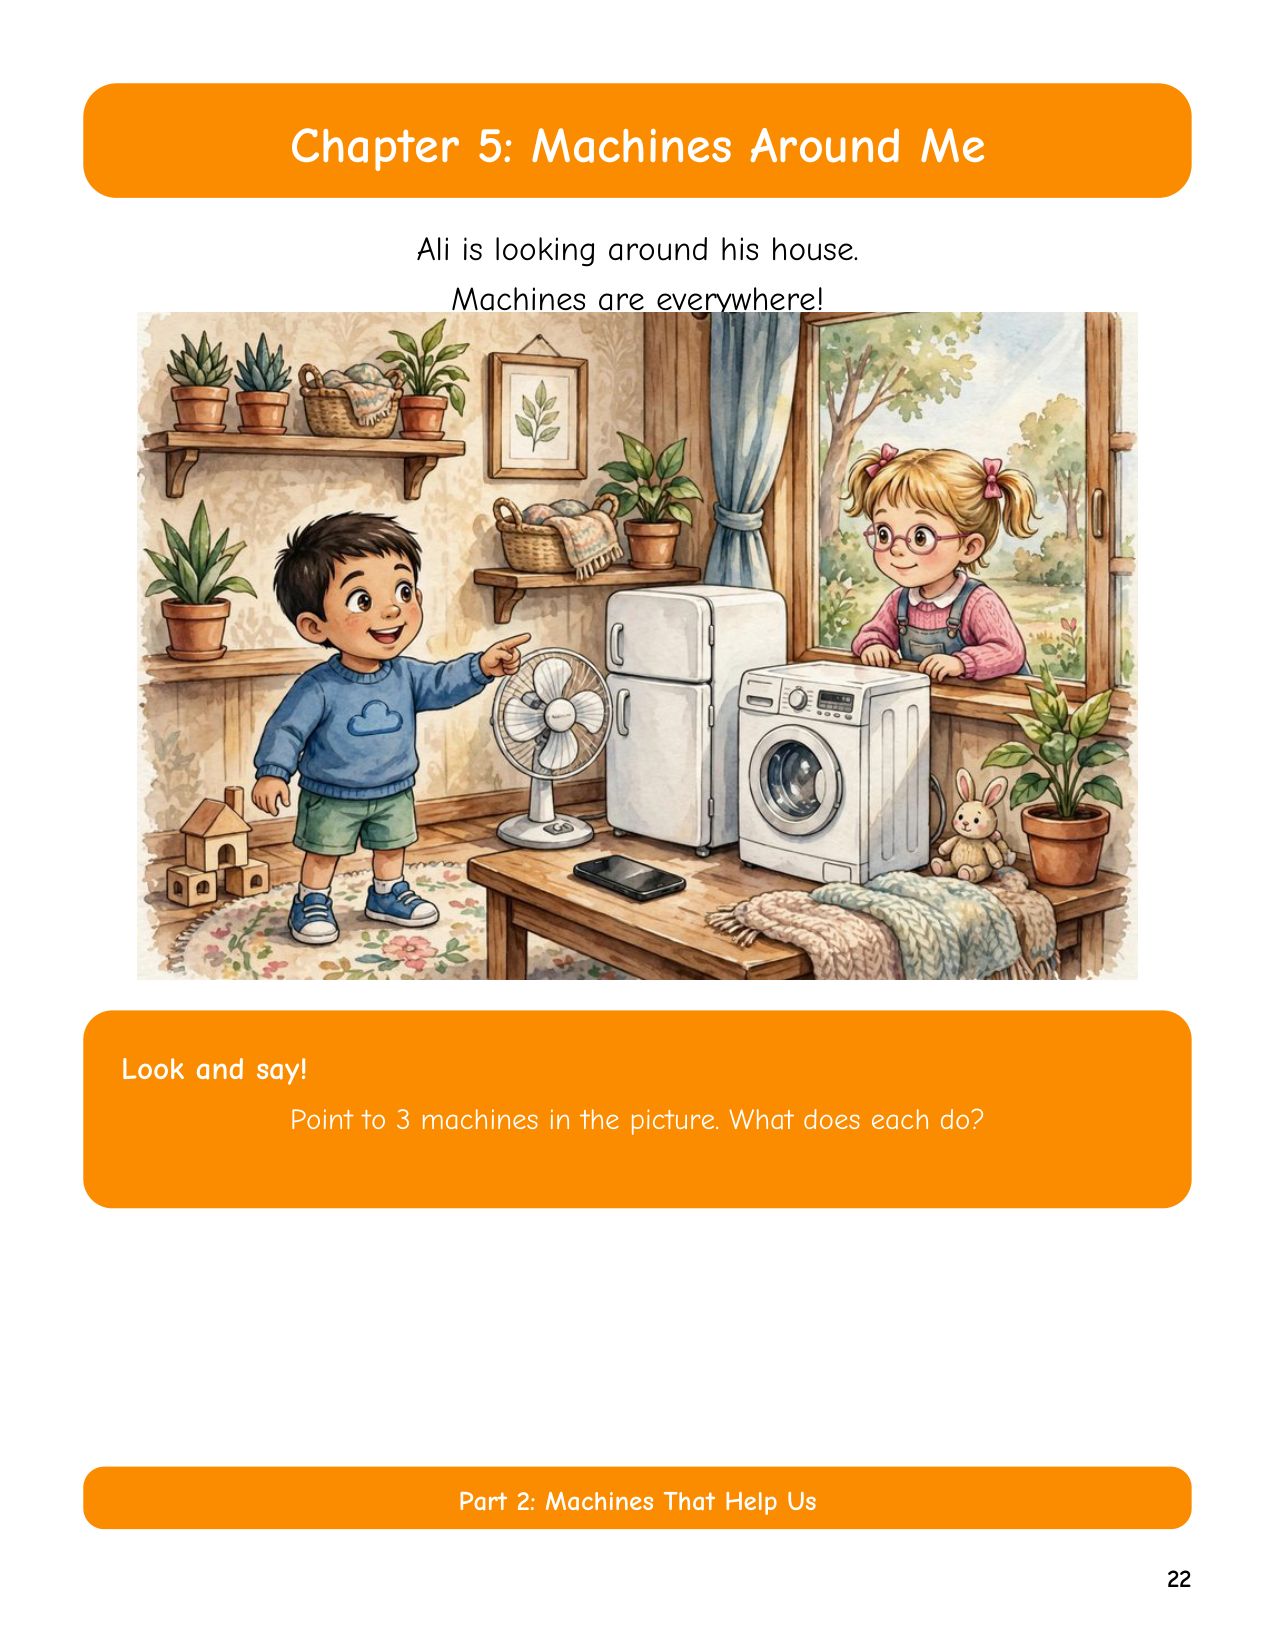 Chapter 5: Machines Around Me
Ali is looking around his house.
Machines are everywhere!
Look and say!
Point to 3 machines in the picture. What does each do?
Part 2: Machines That Help Us
22